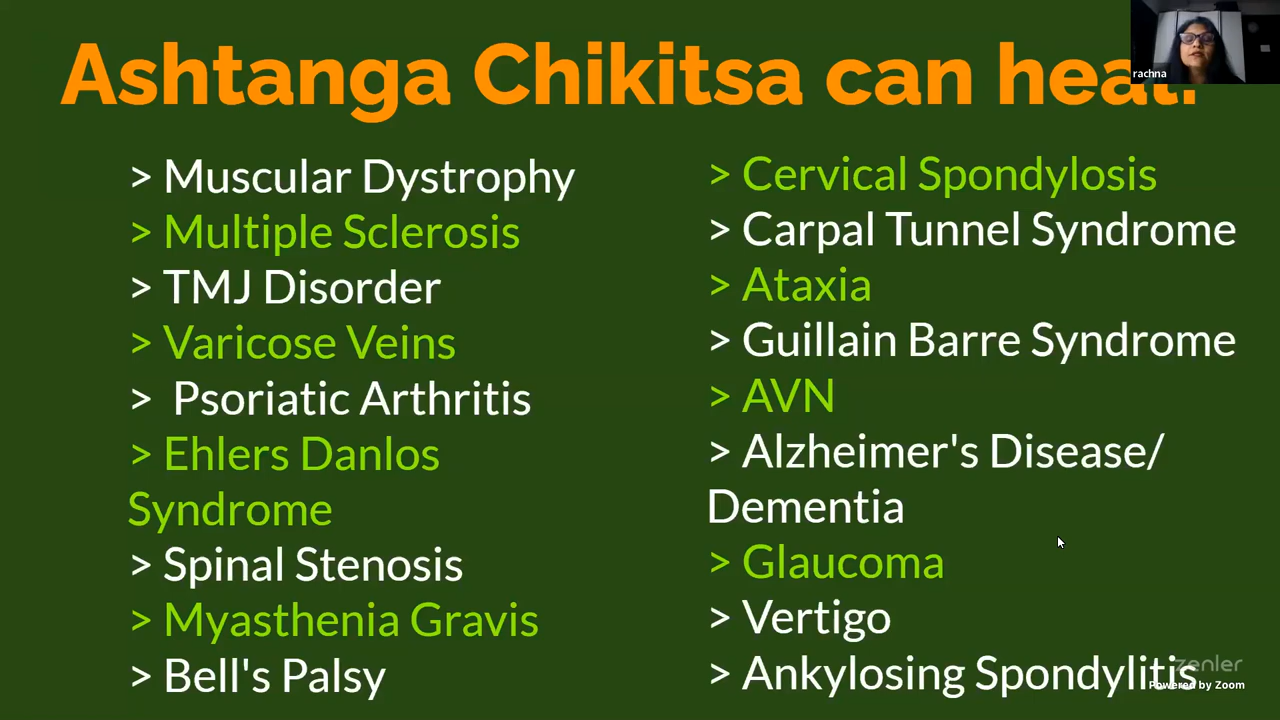 Ashtanga Chikitsa can heal:
rachna
> Muscular Dystrophy
> Multiple Sclerosis
> TMJ Disorder
> Varicose Veins
> Psoriatic Arthritis
> Ehlers Danlos
Syndrome
> Spinal Stenosis
> Myasthenia Gravis
> Bell's Palsy
> Cervical Spondylosis
> Carpal Tunnel Syndrome
> Ataxia
> Guillain Barre Syndrome
> AVN
> Alzheimer's Disease/
Dementia
> Glaucoma
> Vertigo
> Ankylosing Spondylitis
zenler
Powered by Zoom